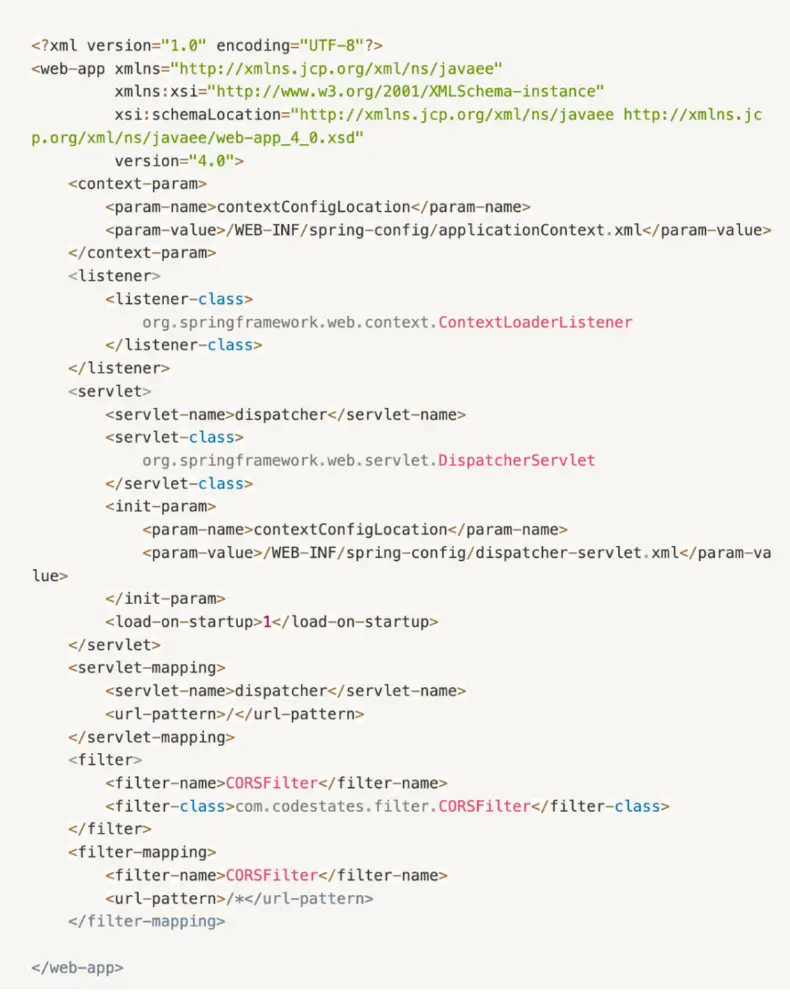 <?xml version="1.0" encoding="UTF-8"?>
<web-app xmlns="http://xmlns.jcp.org/xml/ns/javaee"
         xmlns:xsi="http://www.w3.org/2001/XMLSchema-instance"
         xsi:schemaLocation="http://xmlns.jcp.org/xml/ns/javaee http://xmlns.jc
p.org/xml/ns/javaee/web-app_4_0.xsd"
         version="4.0">
    <context-param>
        <param-name>contextConfigLocation</param-name>
        <param-value>/WEB-INF/spring-config/applicationContext.xml</param-value>
    </context-param>
    <listener>
        <listener-class>
            org.springframework.web.context.ContextLoaderListener
        </listener-class>
    </listener>
    <servlet>
        <servlet-name>dispatcher</servlet-name>
        <servlet-class>
            org.springframework.web.servlet.DispatcherServlet
        </servlet-class>
        <init-param>
            <param-name>contextConfigLocation</param-name>
            <param-value>/WEB-INF/spring-config/dispatcher-servlet.xml</param-va
lue>
        </init-param>
        <load-on-startup>1</load-on-startup>
    </servlet>
    <servlet-mapping>
        <servlet-name>dispatcher</servlet-name>
        <url-pattern>/</url-pattern>
    </servlet-mapping>
    <filter>
        <filter-name>CORSFilter</filter-name>
        <filter-class>com.codestates.filter.CORSFilter</filter-class>
    </filter>
    <filter-mapping>
        <filter-name>CORSFilter</filter-name>
        <url-pattern>/*</url-pattern>
    </filter-mapping>

</web-app>